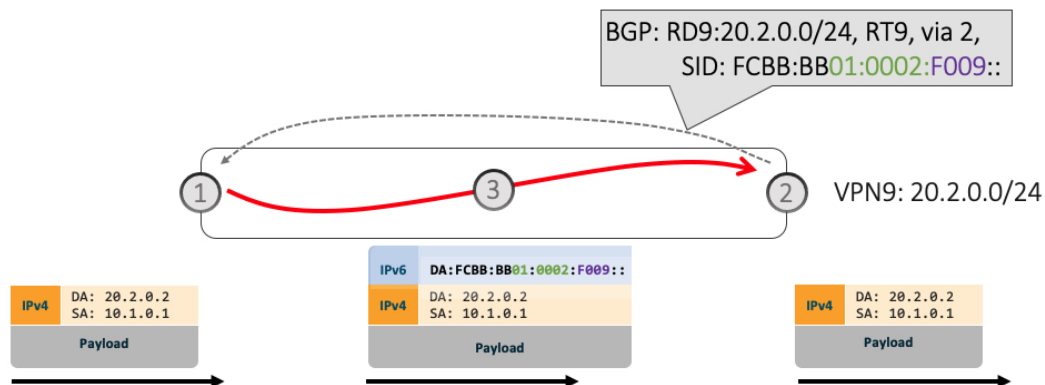 BGP: RD9:20.2.0.0/24, RT9, via 2,
SID: FCBB:BB01:0002:F009::
1
3
2
VPN9: 20.2.0.0/24
IPv4
DA: 20.2.0.2
SA: 10.1.0.1
Payload
IPv6
DA:FCBB:BB01:0002:F009::
IPv4
DA: 20.2.0.2
SA: 10.1.0.1
Payload
IPv4
DA: 20.2.0.2
SA: 10.1.0.1
Payload